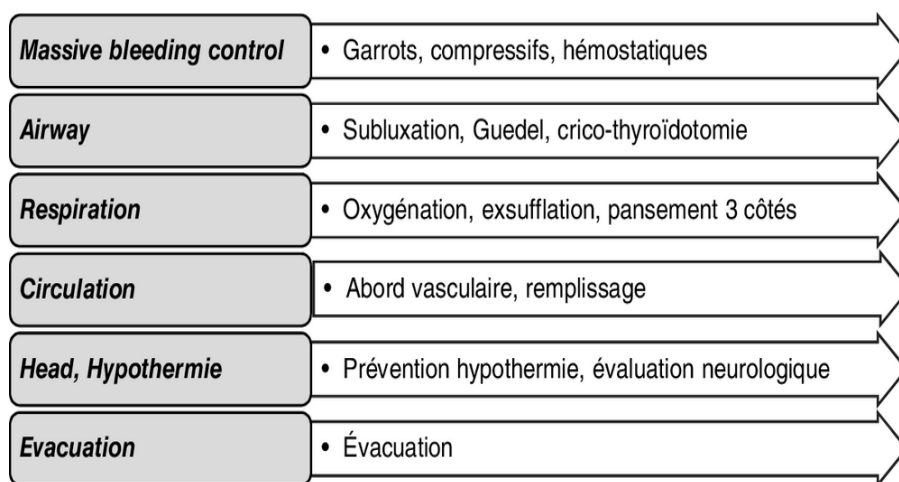 Massive bleeding control
• Garrots, compressifs, hémostatiques
Airway
• Subluxation, Guedel, crico-thyroïdotomie
Respiration
• Oxygénation, exsufflation, pansement 3 côtés
Circulation
• Abord vasculaire, remplissage
Head, Hypothermie
• Prévention hypothermie, évaluation neurologique
Evacuation
• Évacuation